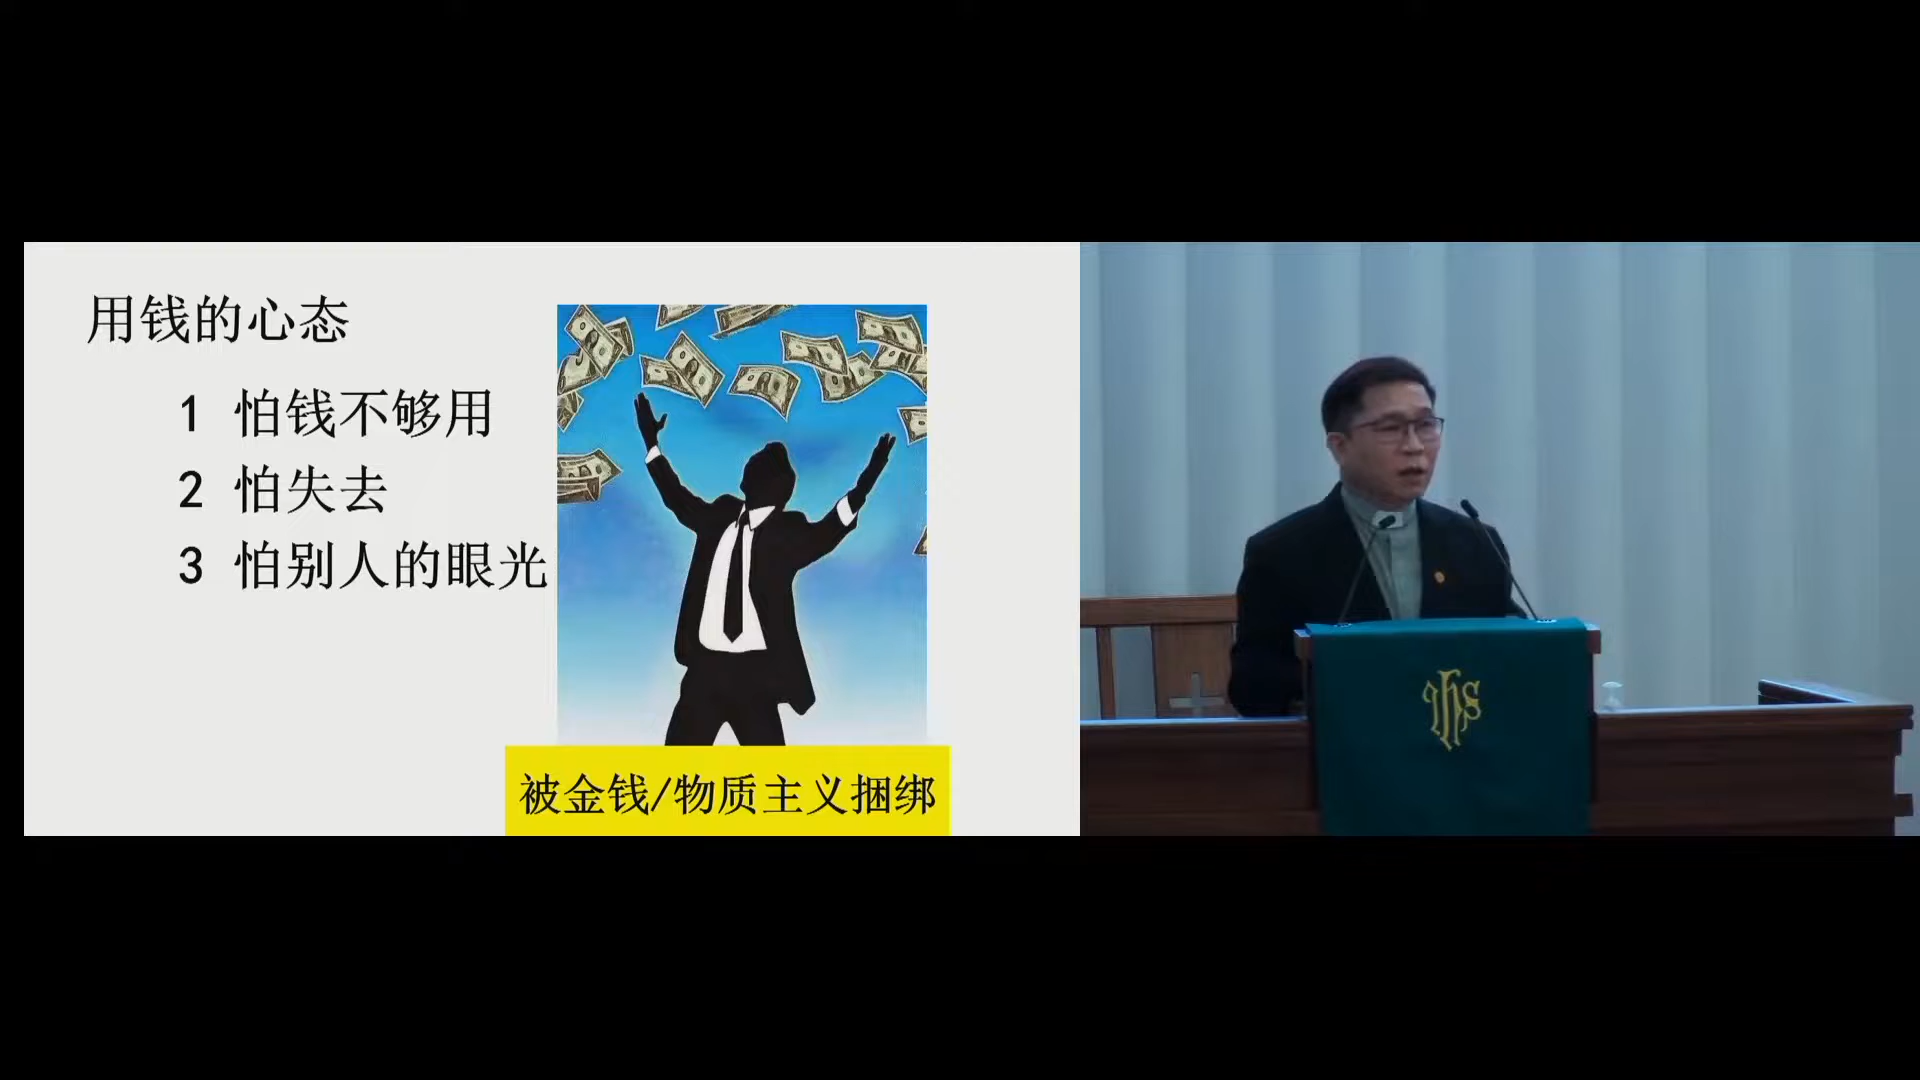 用钱的心态
1 怕钱不够用
2 怕失去
3 怕别人的眼光
被金钱/物质主义捆绑
IHS